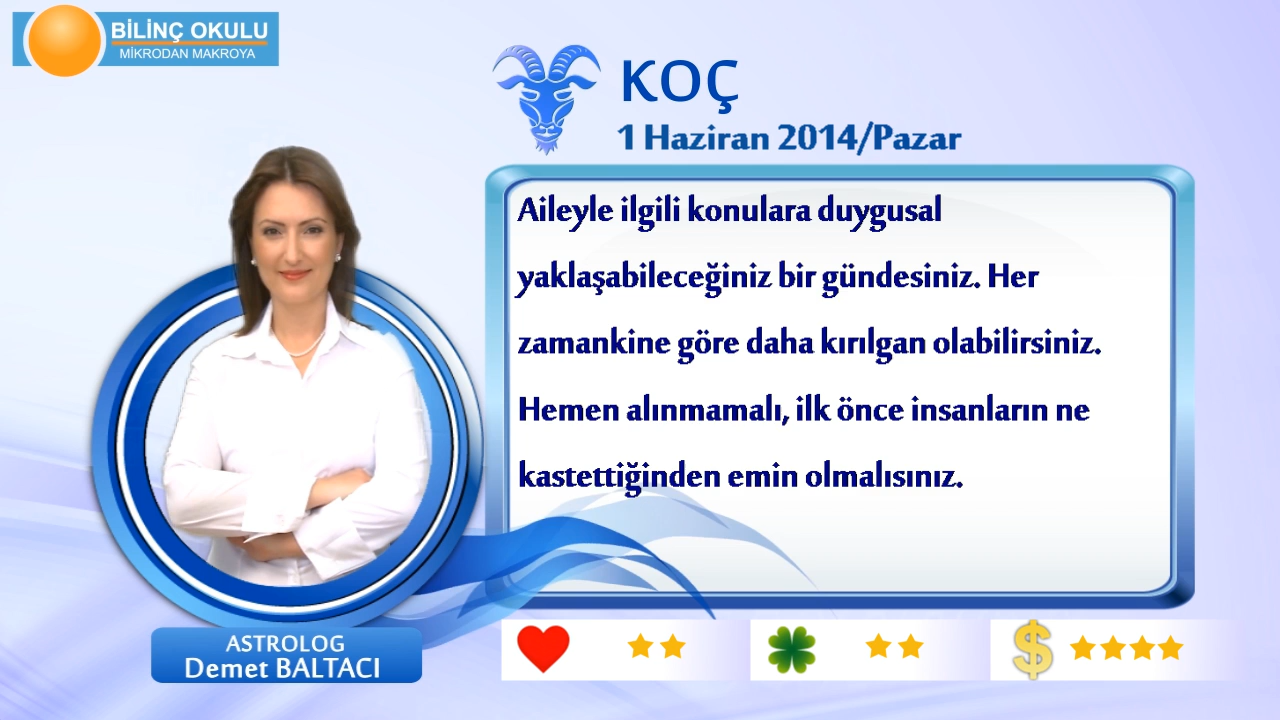 BİLİNÇ OKULU
MİKRODAN MAKROYA
KOÇ
1 Haziran 2014/Pazar
Aileyle ilgili konulara duygusal
yaklaşabileceğiniz bir gündesiniz. Her
zamankine göre daha kırılgan olabilirsiniz.
Hemen alınmamalı, ilk önce insanların ne
kastettiğinden emin olmalısınız.
ASTROLOG
Demet BALTACI
$